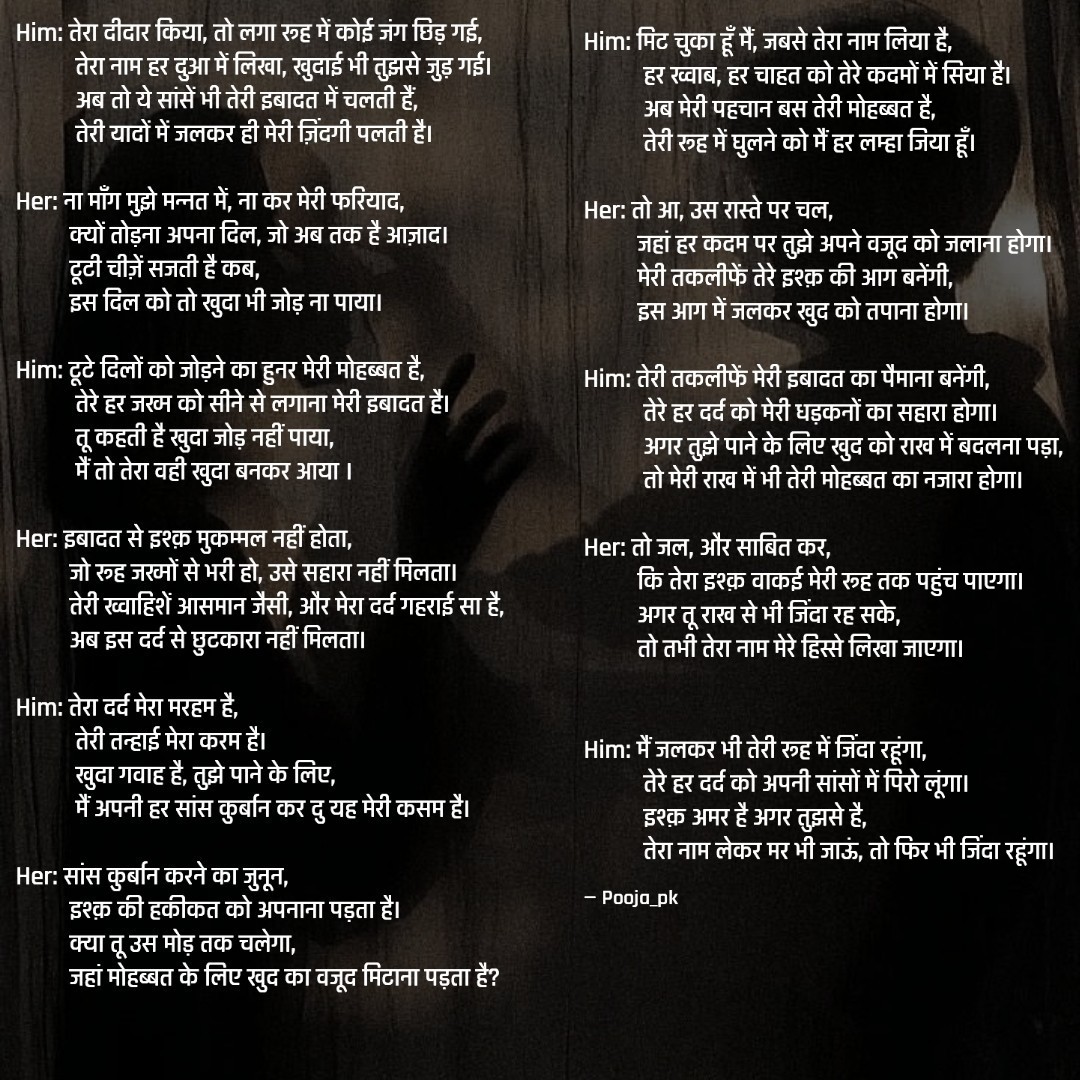 Him: तेरा दीदार किया, तो लगा रूह में कोई जंग छिड़ गई,
तेरा नाम हर दुआ में लिखा, खुदाई भी तुझसे जुड़ गई।
अब तो ये सांसें भी तेरी इबादत में चलती हैं,
तेरी यादों में जलकर ही मेरी ज़िंदगी पलती है।
Her: ना माँग मुझे मन्नत में, ना कर मेरी फरियाद,
क्यों तोड़ना अपना दिल, जो अब तक है आज़ाद।
टूटी चीज़ें सजती है कब,
इस दिल को तो खुदा भी जोड़ ना पाया।
Him: टूटे दिलों को जोड़ने का हुनर मेरी मोहब्बत है,
तेरे हर जख्म को सीने से लगाना मेरी इबादत है।
तू कहती है खुदा जोड़ नहीं पाया,
मैं तो तेरा वही खुदा बनकर आया ।
Her: इबादत से इश्क़ मुकम्मल नहीं होता,
जो रूह जख्मों से भरी हो, उसे सहारा नहीं मिलता।
तेरी ख्वाहिशें आसमान जैसी, और मेरा दर्द गहराई सा है,
अब इस दर्द से छुटकारा नहीं मिलता।
Him: तेरा दर्द मेरा मरहम है,
तेरी तन्हाई मेरा करम है।
खुदा गवाह है, तुझे पाने के लिए,
मैं अपनी हर सांस कुर्बान कर दु यह मेरी कसम है।
Her: सांस कुर्बान करने का जुनून,
इश्क़ की हकीकत को अपनाना पड़ता है।
क्या तू उस मोड़ तक चलेगा,
जहां मोहब्बत के लिए खुद का वजूद मिटाना पड़ता है?
Him: मिट चुका हूँ मैं, जबसे तेरा नाम लिया है,
हर ख्वाब, हर चाहत को तेरे कदमों में सिया है।
अब मेरी पहचान बस तेरी मोहब्बत है,
तेरी रूह में घुलने को मैं हर लम्हा जिया हूँ।
Her: तो आ, उस रास्ते पर चल,
जहां हर कदम पर तुझे अपने वजूद को जलाना होगा।
मेरी तकलीफें तेरे इश्क़ की आग बनेंगी,
इस आग में जलकर खुद को तपाना होगा।
Him: तेरी तकलीफें मेरी इबादत का पैमाना बनेंगी,
तेरे हर दर्द को मेरी धड़कनों का सहारा होगा।
अगर तुझे पाने के लिए खुद को राख में बदलना पड़ा,
तो मेरी राख में भी तेरी मोहब्बत का नजारा होगा।
Her: तो जल, और साबित कर,
कि तेरा इश्क़ वाकई मेरी रूह तक पहुंच पाएगा।
अगर तू राख से भी जिंदा रह सके,
तो तभी तेरा नाम मेरे हिस्से लिखा जाएगा।
Him: मैं जलकर भी तेरी रूह में जिंदा रहूंगा,
तेरे हर दर्द को अपनी सांसों में पिरो लूंगा।
इश्क़ अमर है अगर तुझसे है,
तेरा नाम लेकर मर भी जाऊं, तो फिर भी जिंदा रहूंगा।
– Pooja_pk